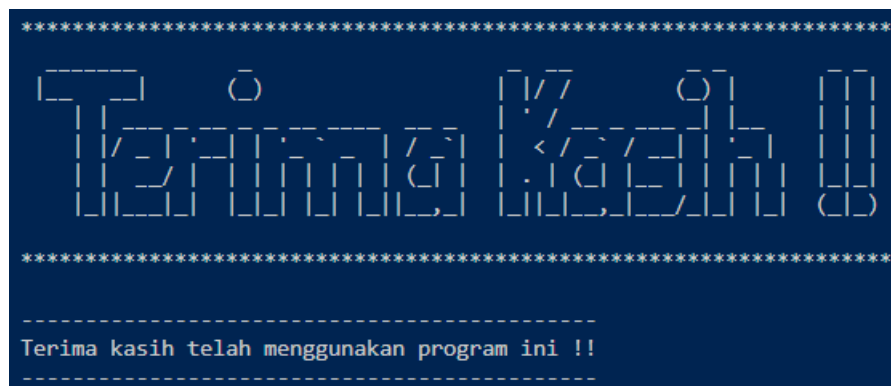 Terima Kasih !!
Terima kasih telah menggunakan program ini !!